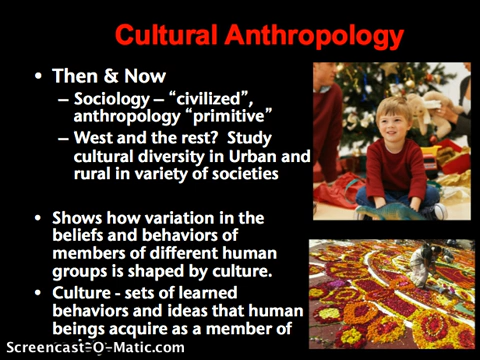 Cultural Anthropology
• Then & Now
– Sociology – “civilized”,
anthropology “primitive”
– West and the rest? Study
cultural diversity in Urban and
rural in variety of societies
• Shows how variation in the
beliefs and behaviors of
members of different human
groups is shaped by culture.
• Culture - sets of learned
behaviors and ideas that human
beings acquire as a member of
Screencast-O-Matic.com